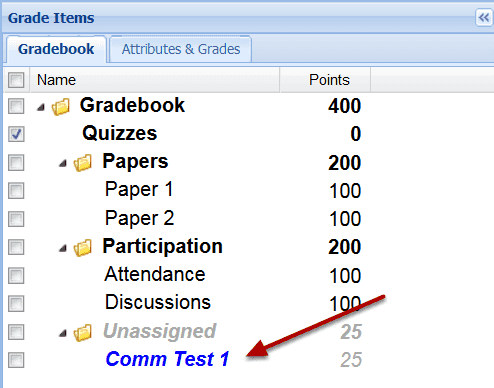 Grade Items
Gradebook Attributes & Grades
Name Points
Gradebook 400
Quizzes 0
Papers 200
Paper 1 100
Paper 2 100
Participation 200
Attendance 100
Discussions 100
Unassigned 25
Comm Test 1 25